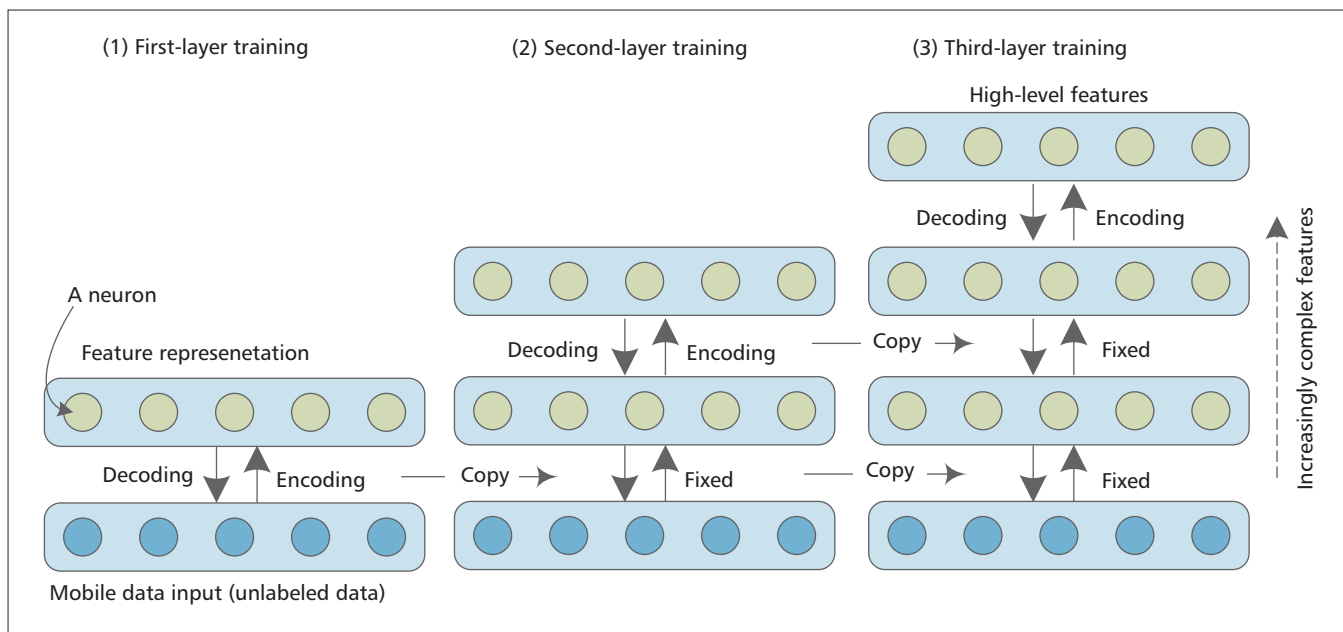 (1) First-layer training
(2) Second-layer training
(3) Third-layer training
High-level features
Decoding
Encoding
A neuron
Feature represenetation
Decoding
Encoding
Copy
Fixed
Decoding
Encoding
Copy
Fixed
Copy
Fixed
Mobile data input (unlabeled data)
Increasingly complex features